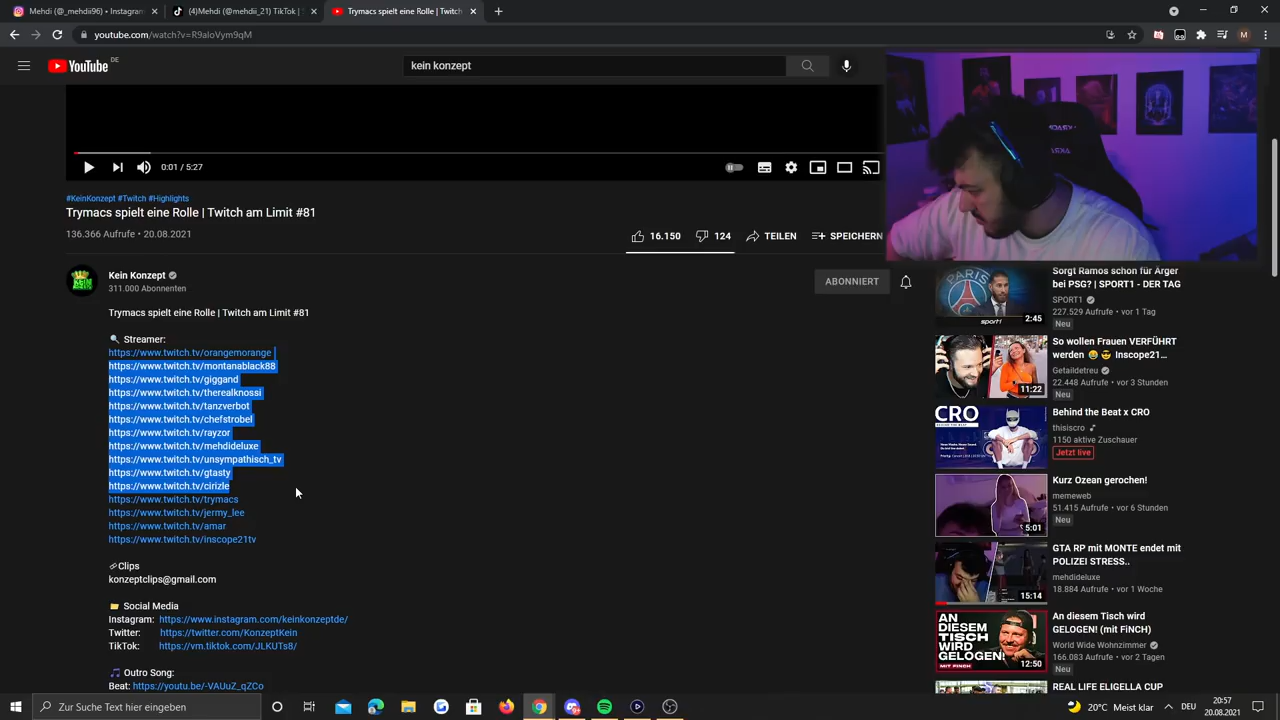 Mehdi (@_mehdi96) • Instagram
(4)Mehdi (@mehdii_21) TikTok |
Trymacs spielt eine Rolle | Twitch
youtube.com/watch?v=R9aloVym9qM
M
YouTube DE
kein konzept
0:01 / 5:27
#KeinKonzept #Twitch #Highlights
Trymacs spielt eine Rolle | Twitch am Limit #81
136.366 Aufrufe • 20.08.2021
16.150
124
TEILEN
SPEICHERN
Kein Konzept
311.000 Abonnenten
ABONNIERT
Trymacs spielt eine Rolle | Twitch am Limit #81
Streamer:
https://www.twitch.tv/orangemorange |
https://www.twitch.tv/montanablack88
https://www.twitch.tv/giggand
https://www.twitch.tv/therealknossi
https://www.twitch.tv/tanzverbot
https://www.twitch.tv/chefstrobel
https://www.twitch.tv/rayzor
https://www.twitch.tv/mehdideluxe
https://www.twitch.tv/unsympathisch_tv
https://www.twitch.tv/gtasty
https://www.twitch.tv/cirizle
https://www.twitch.tv/trymacs
https://www.twitch.tv/jermy_lee
https://www.twitch.tv/amar
https://www.twitch.tv/inscope21tv
Clips
konzeptclips@gmail.com
Social Media
Instagram: https://www.instagram.com/keinkonzeptde/
Twitter: https://twitter.com/KonzeptKein
TikTok: https://vm.tiktok.com/JLKUTs8/
Outro Song:
Beat: https://youtu.be/-VAUuZ_qZCo
PARIS
sport1
2:45
Sorgt Ramos schon für Ärger
bei PSG? | SPORT1 - DER TAG
SPORT1
227.529 Aufrufe • vor 1 Tag
Neu
11:22
So wollen Frauen VERFÜHRT
werden 😄 😉 inscope21…
Getaildetreu
22.448 Aufrufe • vor 3 Stunden
Neu
CRO
BEHIND THE BEAT
Behind the Beat x CRO
thisiscro
1150 aktive Zuschauer
Jetzt live
5:01
Kurz Ozean gerochen!
memeweb
51.415 Aufrufe • vor 6 Stunden
Neu
15:14
GTA RP mit MONTE endet mit
POLIZEI STRESS..
mehdideluxe
18.884 Aufrufe • vor 1 Woche
AN
DIESEM
TISCH
WIRD
GELOGEN!
MIT FINCH
12:50
An diesem Tisch wird
GELOGEN! (mit FiNCH)
World Wide Wohnzimmer
166.083 Aufrufe • vor 2 Tagen
Neu
REAL LIFE ELIGELLA CUP
Zur Suche Text hier eingeben
20°C Meist klar
DEU
20:57
20.08.2021